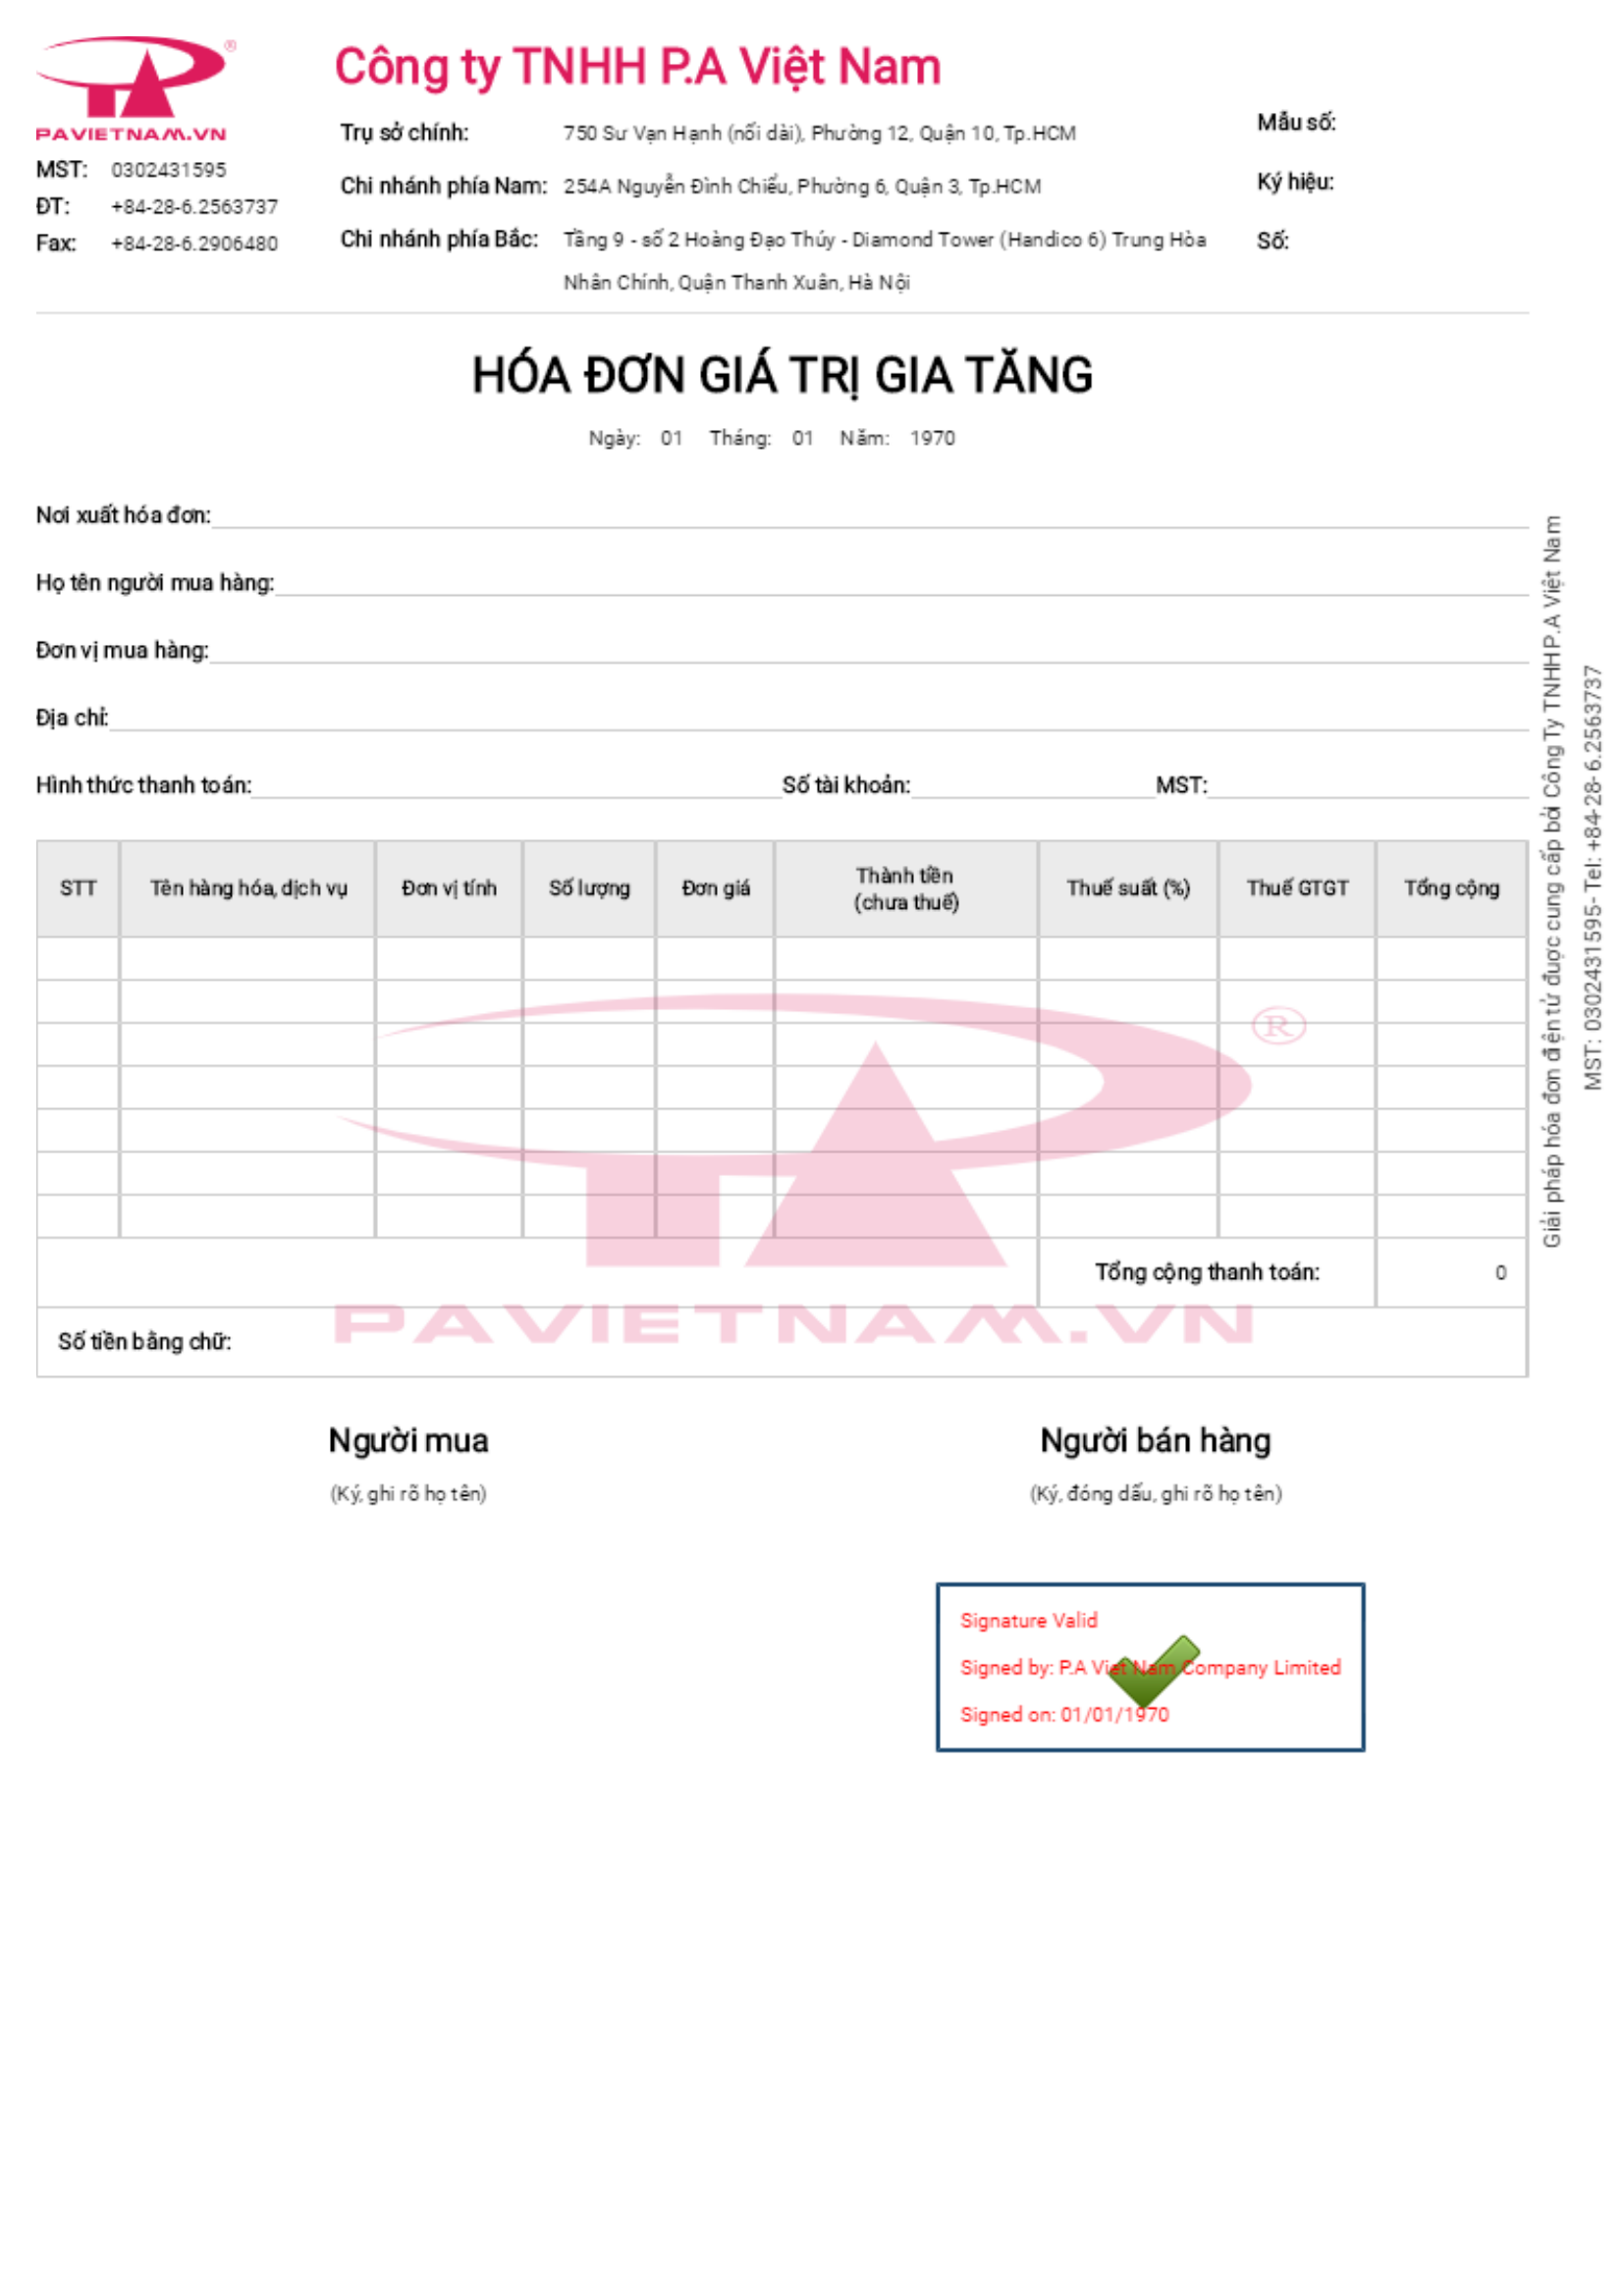 PAVIETNAM.VN
MST: 0302431595
ĐT: +84-28-6.2563737
Fax: +84-28-6.2906480
Công ty TNHH P.A Việt Nam
Trụ sở chính: 750 Sư Vạn Hạnh (nối dài), Phường 12, Quận 10, Tp.HCM
Chi nhánh phía Nam: 254A Nguyễn Đình Chiểu, Phường 6, Quận 3, Tp.HCM
Chi nhánh phía Bắc: Tầng 9 - số 2 Hoàng Đạo Thúy - Diamond Tower (Handico 6) Trung Hòa
Nhân Chính, Quận Thanh Xuân, Hà Nội
Mẫu số:
Ký hiệu:
Số:
HÓA ĐƠN GIÁ TRỊ GIA TĂNG
Ngày: 01 Tháng: 01 Năm: 1970
Nơi xuất hóa đơn:
Họ tên người mua hàng:
Đơn vị mua hàng:
Địa chỉ:
Hình thức thanh toán: Số tài khoản: MST:
STT Tên hàng hóa, dịch vụ Đơn vị tính Số lượng Đơn giá Thành tiền (chưa thuế) Thuế suất (%) Thuế GTGT Tổng cộng
®
Tổng cộng thanh toán: 0
PAVIETNAM.VN
Số tiền bằng chữ:
Người mua
(Ký, ghi rõ họ tên)
Người bán hàng
(Ký, đóng dấu, ghi rõ họ tên)
Signature Valid
Signed by: P.A Viet Nam Company Limited
Signed on: 01/01/1970
Giải pháp hóa đơn điện tử được cung cấp bởi Công Ty TNHH P.A Việt Nam
MST: 0302431595- Tel: +84-28- 6.2563737